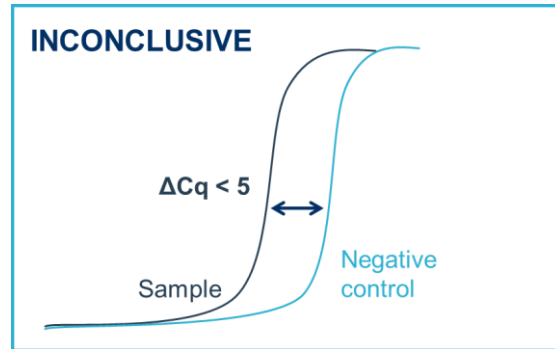 INCONCLUSIVE
ΔCq < 5
Sample
Negative
control